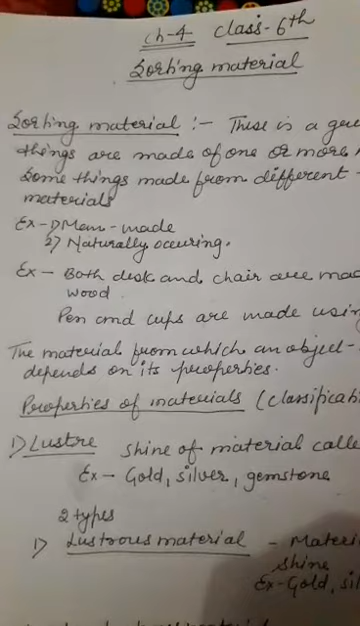 Ch-4 Class-6th
Sorting material
Sorting material :- These is a
things are made of one or more
Some things made from different
materials
Ex- 1) Man-made
2) Naturally occuring.
Ex- Both desk and chair are
wood.
Pen and cups are made
The material from which an object
depends on its properties.
Properties of materials
1) Lustre shine of material
Ex- Gold, silver, gemstone
2 types
1) Lustrous material -
shine
Ex- Gold,